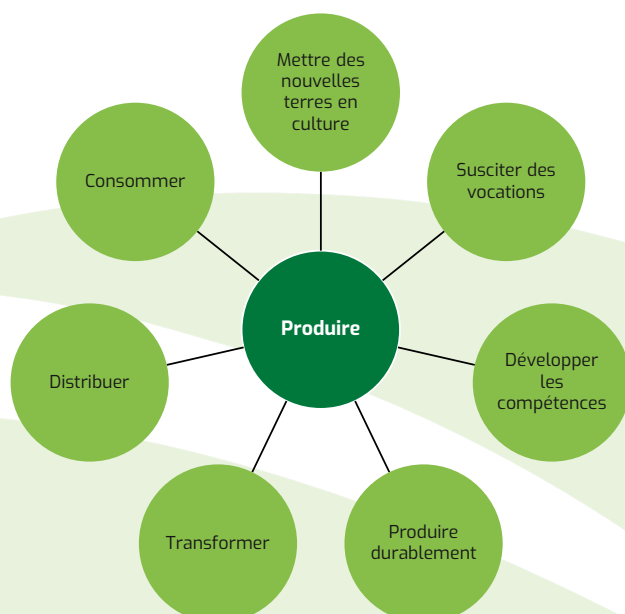 Mettre des
nouvelles
terres en
culture
Susciter des
vocations
Développer
les
compétences
Produire
durablement
Transformer
Distribuer
Consommer
Produire